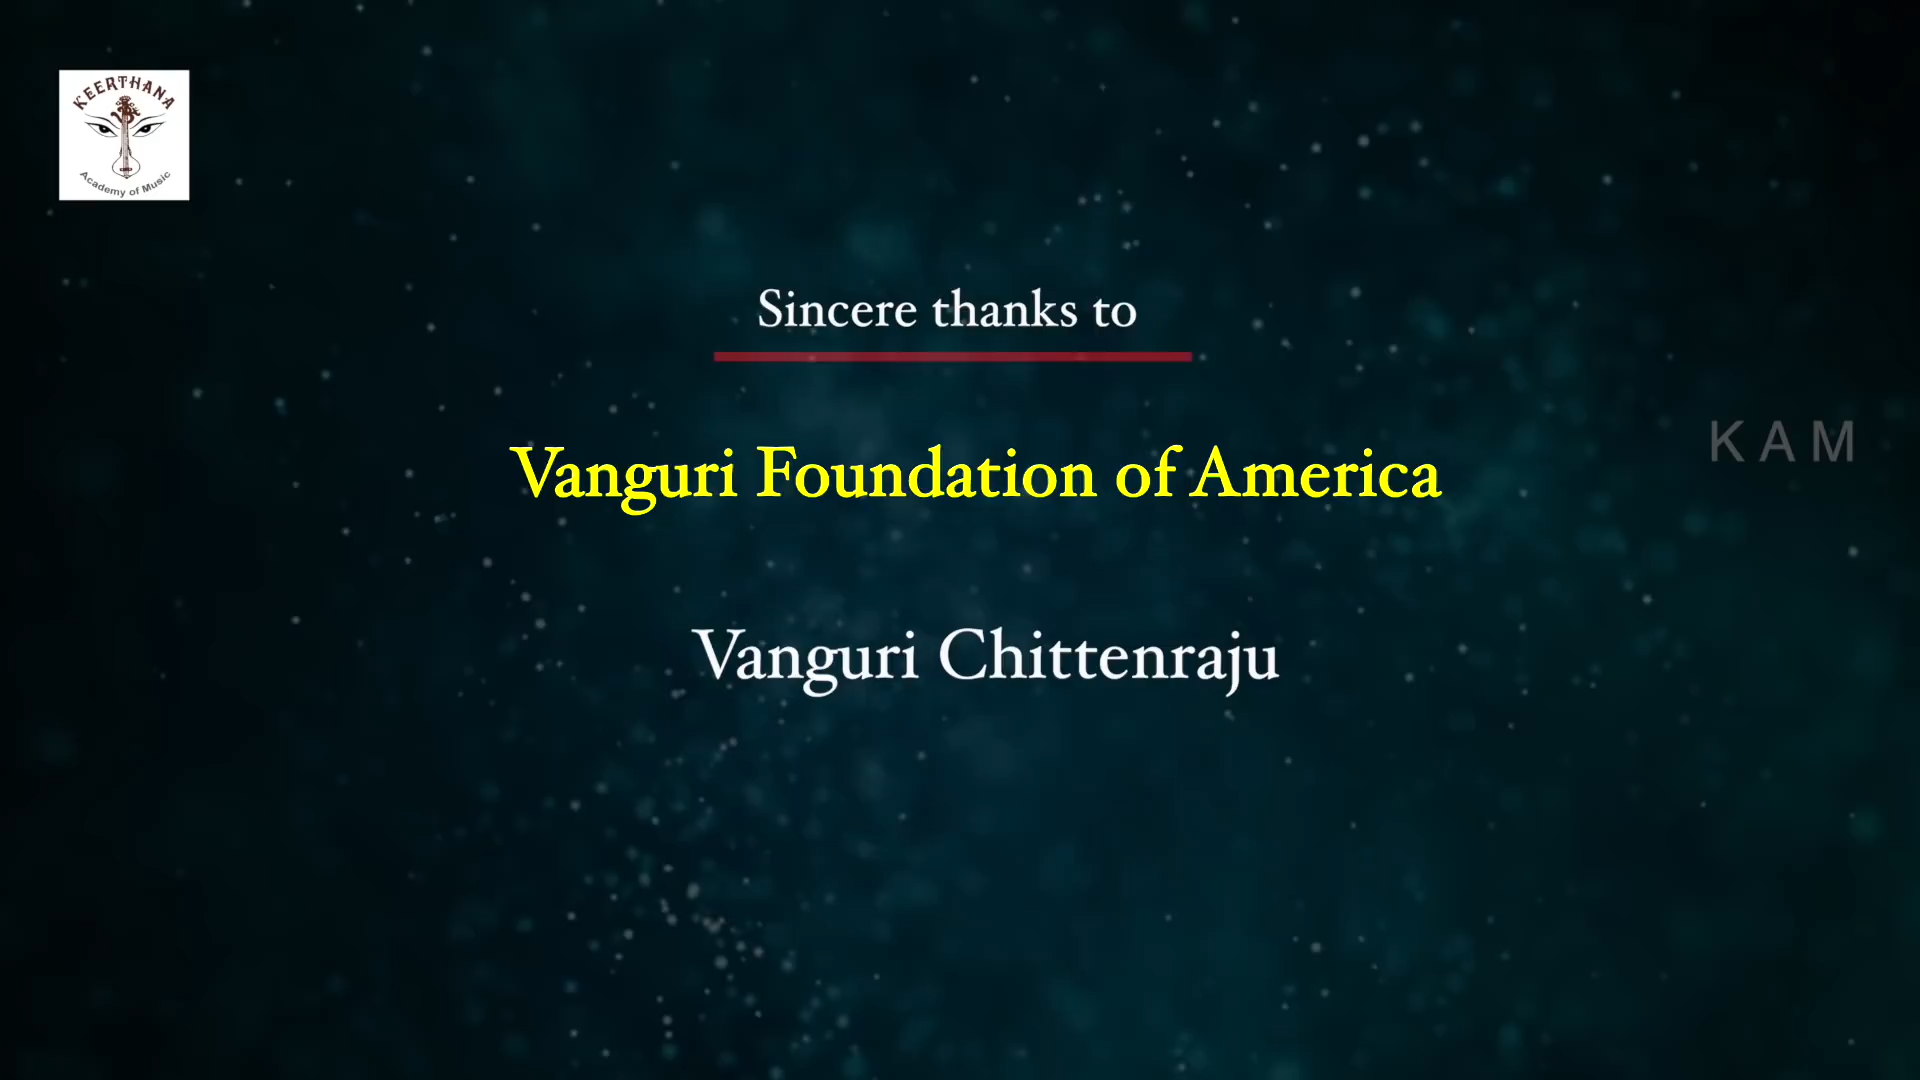 KEERTHANA
Academy of Music
Sincere thanks to
KAM
Vanguri Foundation of America
Vanguri Chittenraju